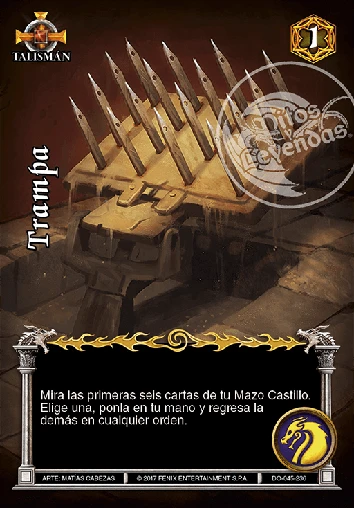 TALISMÁN
1
Mitos y
Leyendas
Trampa
Mira las primeras seis cartas de tu Mazo Castillo.
Elige una, ponla en tu mano y regresa la
demás en cualquier orden.
ARTE: MATÍAS CABEZAS
© 2017 FENIX ENTERTAINMENT S.P.A.